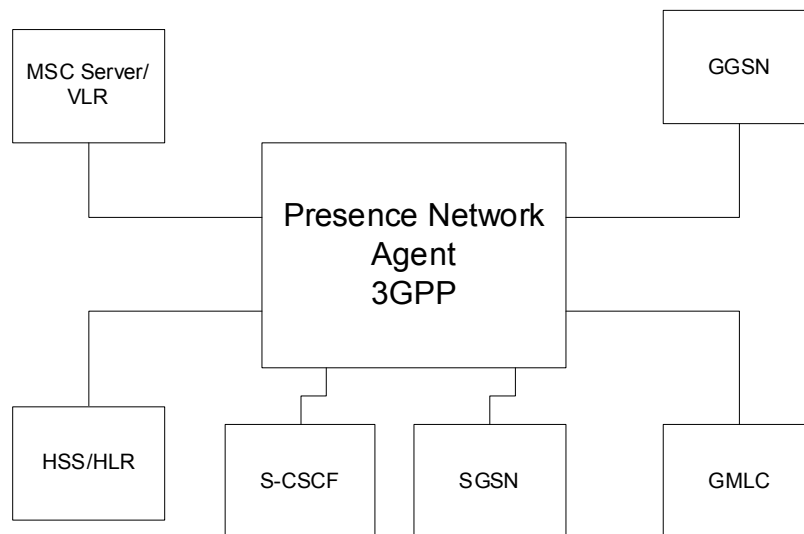 MSC Server/
VLR
GGSN
Presence Network
Agent
3GPP
HSS/HLR
S-CSCF
SGSN
GMLC